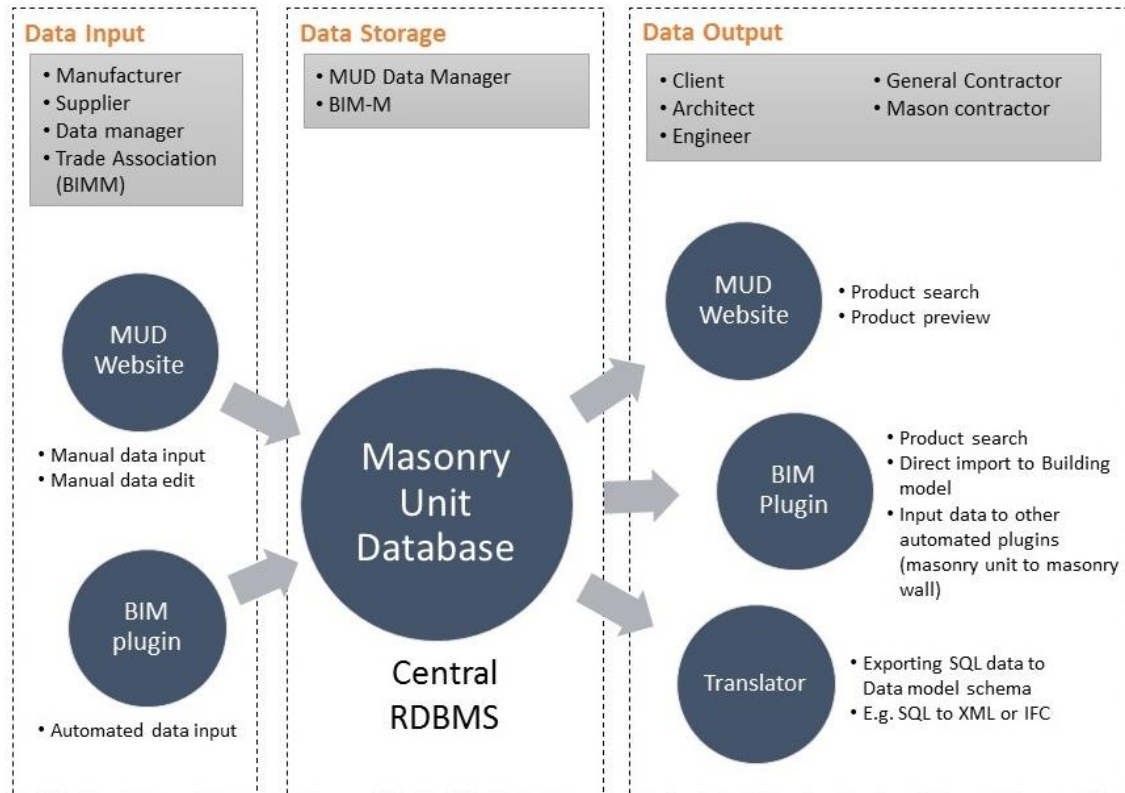 Data Input
• Manufacturer
• Supplier
• Data manager
• Trade Association
(BIMM)
MUD
Website
• Manual data input
• Manual data edit
BIM
plugin
• Automated data input
Data Storage
• MUD Data Manager
• BIM-M
Masonry
Unit
Database
Central
RDBMS
Data Output
• Client
• Architect
• Engineer
• General Contractor
• Mason contractor
MUD
Website
• Product search
• Product preview
BIM
Plugin
• Product search
• Direct import to Building
model
• Input data to other
automated plugins
(masonry unit to masonry
wall)
Translator
• Exporting SQL data to
Data model schema
• E.g. SQL to XML or IFC